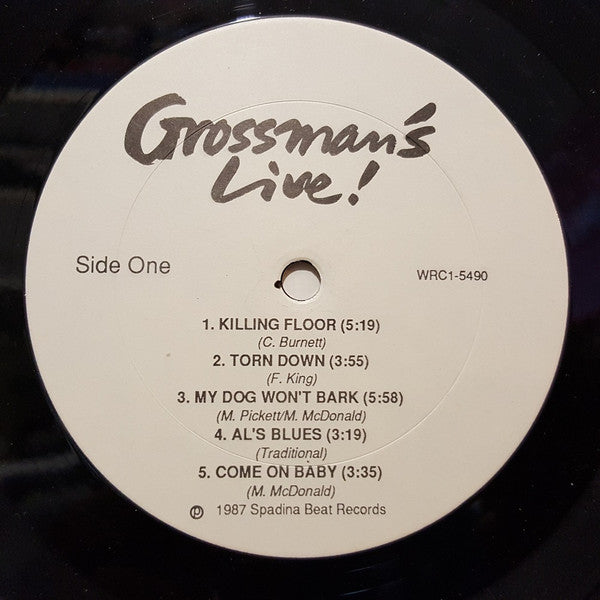 Grossman's
Live!
Side One
WRC1-5490
1. KILLING FLOOR (5:19)
(C. Burnett)
2. TORN DOWN (3:55)
(F. King)
3. MY DOG WON'T BARK (5:58)
(M. Pickett/M. McDonald)
4. AL'S BLUES (3:19)
(Traditional)
5. COME ON BABY (3:35)
(M. McDonald)
℗ 1987 Spadina Beat Records